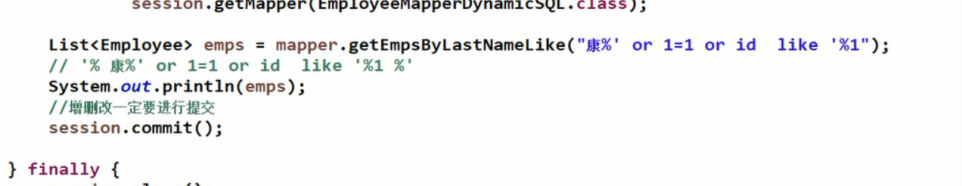 session.getMapper(EmployeeMapperDynamicSQL.class);
List<Employee> emps = mapper.getEmpsByLastNameLike("康%' or 1=1 or id  like '%1");
// '% 康%' or 1=1 or id  like '%1 %'
System.out.println(emps);
//增删改一定要进行提交
session.commit();
} finally {